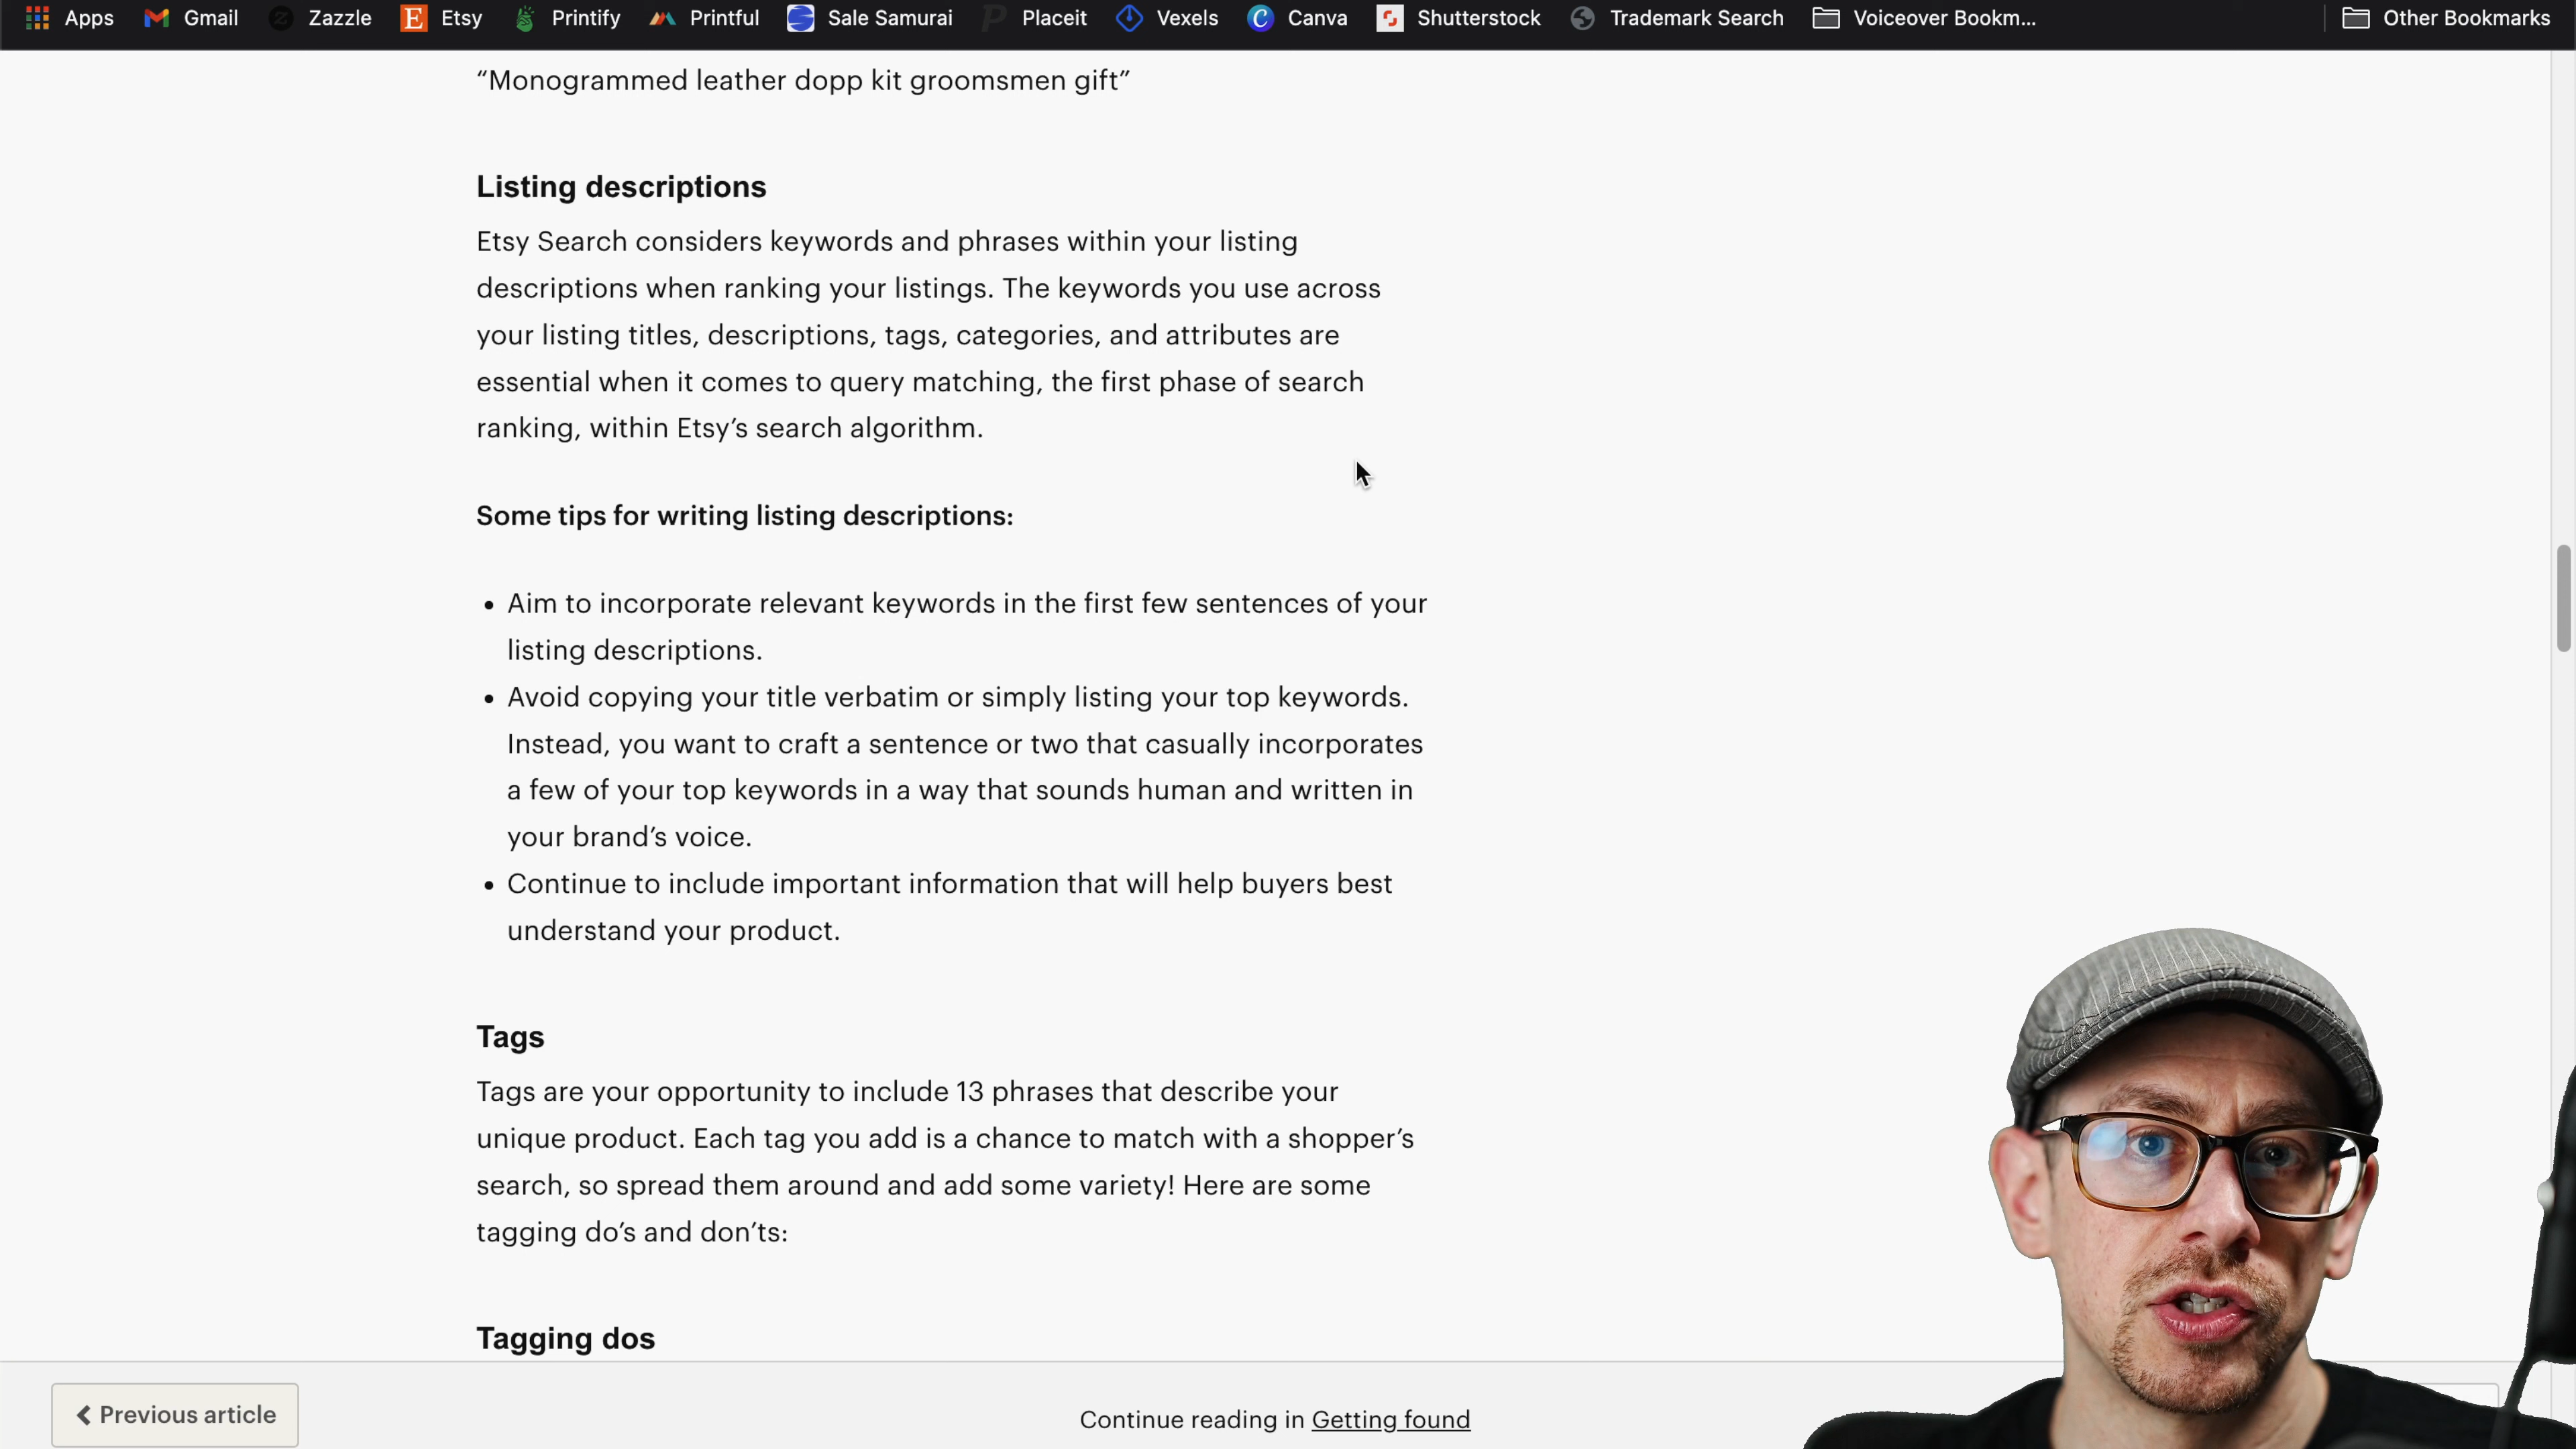 Apps Gmail Zazzle Etsy Printify Printful Sale Samurai Placeit Vexels Canva Shutterstock Trademark Search Voiceover Bookm... Other Bookmarks
“Monogrammed leather dopp kit groomsmen gift”
Listing descriptions
Etsy Search considers keywords and phrases within your listing
descriptions when ranking your listings. The keywords you use across
your listing titles, descriptions, tags, categories, and attributes are
essential when it comes to query matching, the first phase of search
ranking, within Etsy’s search algorithm.
Some tips for writing listing descriptions:
• Aim to incorporate relevant keywords in the first few sentences of your
listing descriptions.
• Avoid copying your title verbatim or simply listing your top keywords.
Instead, you want to craft a sentence or two that casually incorporates
a few of your top keywords in a way that sounds human and written in
your brand’s voice.
• Continue to include important information that will help buyers best
understand your product.
Tags
Tags are your opportunity to include 13 phrases that describe your
unique product. Each tag you add is a chance to match with a shopper’s
search, so spread them around and add some variety! Here are some
tagging do’s and don’ts:
Tagging dos
Previous article
Continue reading in Getting found